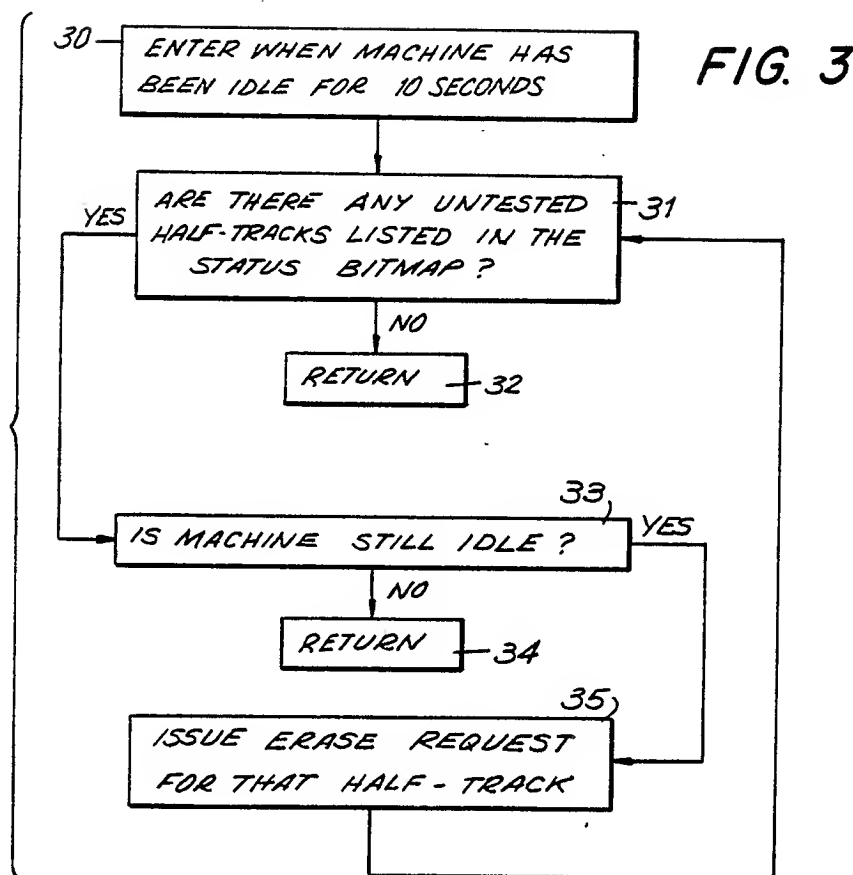 FIG. 3
30
ENTER WHEN MACHINE HAS
BEEN IDLE FOR 10 SECONDS
ARE THERE ANY UNTESTED
HALF-TRACKS LISTED IN THE
STATUS BITMAP?
31
YES
NO
RETURN
32
33
IS MACHINE STILL IDLE?
YES
NO
RETURN
34
35
ISSUE ERASE REQUEST
FOR THAT HALF-TRACK